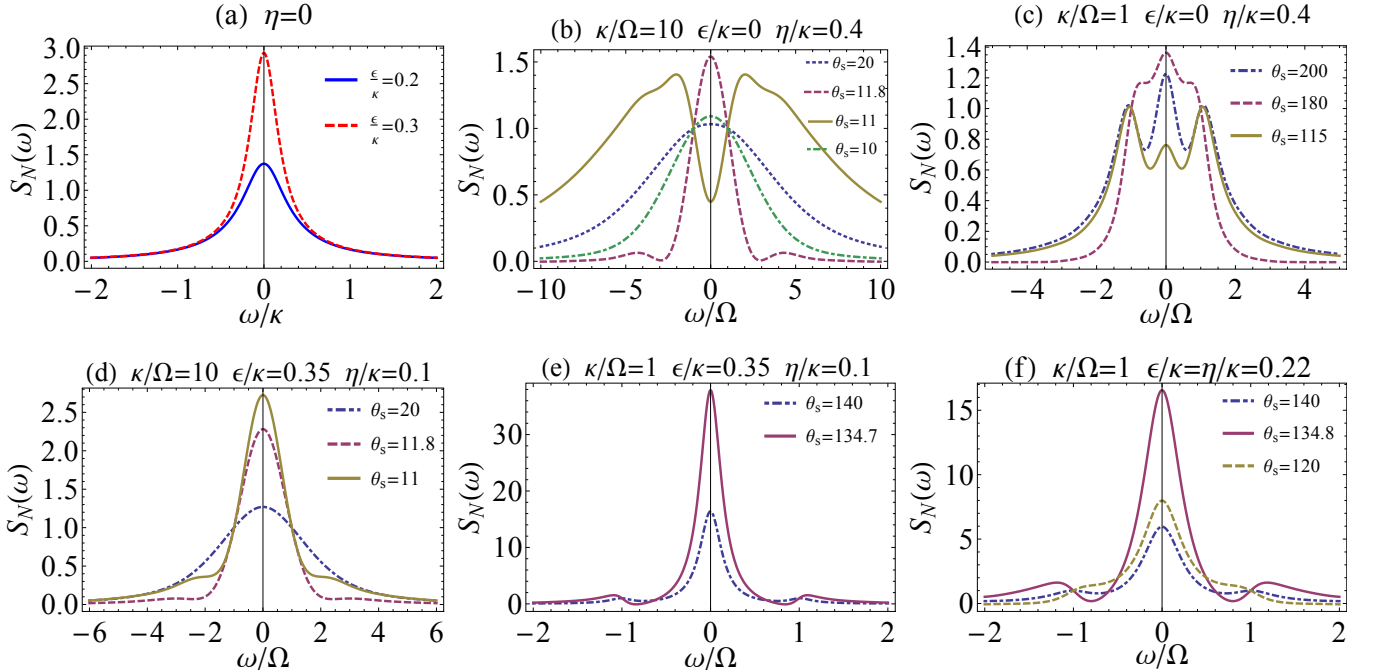 (a) η=0
3.0
2.5
2.0
1.5
1.0
0.5
0.0
S_N(ω)
ϵ/κ=0.2
ϵ/κ=0.3
−2 −1 0 1 2
ω/κ
(b) κ/Ω=10 ϵ/κ=0 η/κ=0.4
1.5
1.0
0.5
0.0
S_N(ω)
θ_s=20
θ_s=11.8
θ_s=11
θ_s=10
−10 −5 0 5 10
ω/Ω
(c) κ/Ω=1 ϵ/κ=0 η/κ=0.4
1.4
1.2
1.0
0.8
0.6
0.4
0.2
0.0
S_N(ω)
θ_s=200
θ_s=180
θ_s=115
−4 −2 0 2 4
ω/Ω
(d) κ/Ω=10 ϵ/κ=0.35 η/κ=0.1
2.5
2.0
1.5
1.0
0.5
0.0
S_N(ω)
θ_s=20
θ_s=11.8
θ_s=11
−6 −4 −2 0 2 4 6
ω/Ω
(e) κ/Ω=1 ϵ/κ=0.35 η/κ=0.1
30
20
10
0
S_N(ω)
θ_s=140
θ_s=134.7
−2 −1 0 1 2
ω/Ω
(f) κ/Ω=1 ϵ/κ=η/κ=0.22
15
10
5
0
S_N(ω)
θ_s=140
θ_s=134.8
θ_s=120
−2 −1 0 1 2
ω/Ω